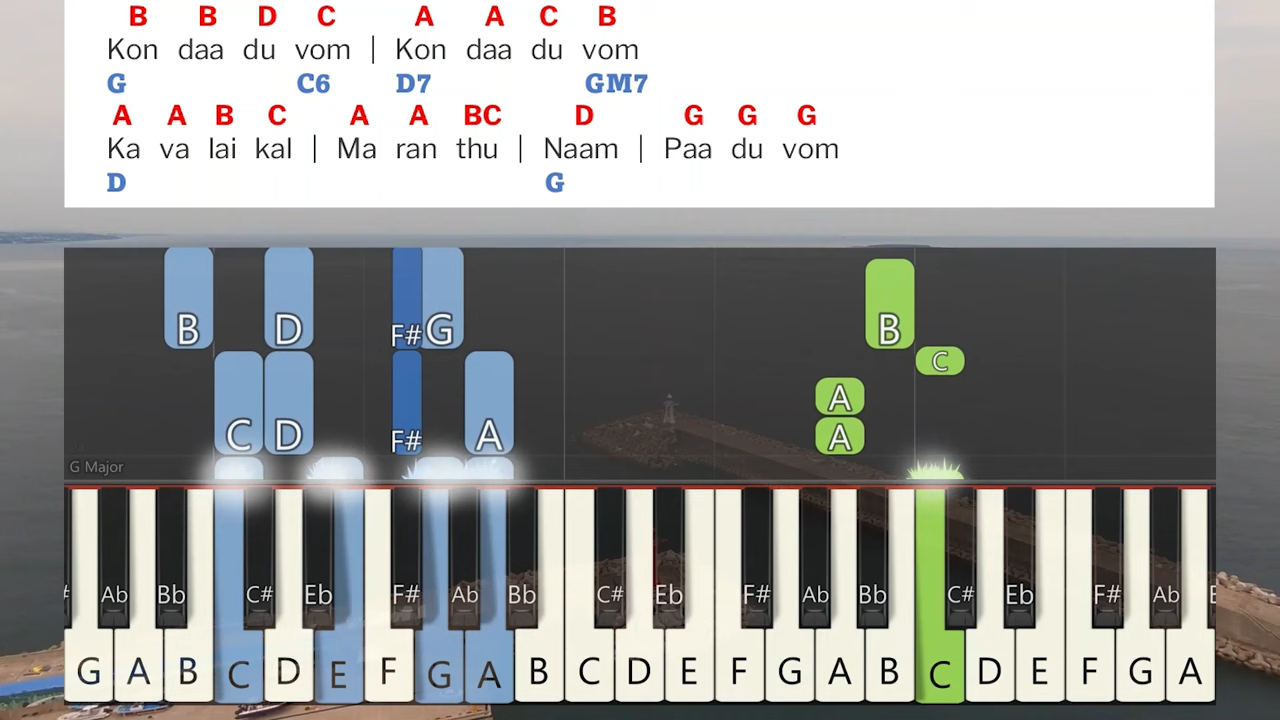 B B D C A A C B
Kon daa du vom | Kon daa du vom
G C6 D7 GM7
A A B C A A BC D G G G
Ka va lai kal | Ma ran thu | Naam | Paa du vom
D G
B D F# G B
C
A
C D F# A A
G Major
Ab Bb C# Eb F# Ab Bb C# Eb F# Ab Bb C# Eb F# Ab
G A B C D E F G A B C D E F G A B C D E F G A